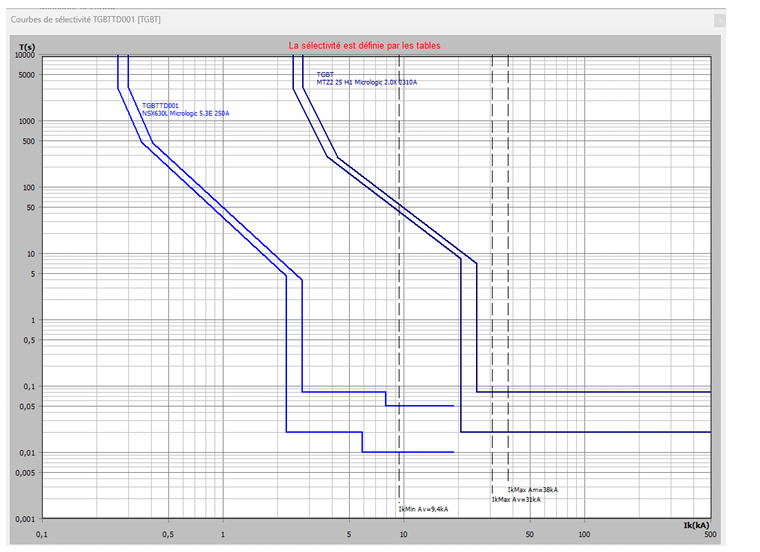 Courbes de sélectivité TGBTTD001 [TGBT]
La sélectivité est définie par les tables
T(s)
10000
5000
1000
500
100
50
10
5
1
0,5
0,1
0,05
0,01
0,005
0,001
TGBT
MTZ2 25 H1 Micrologic 2.0X 2310A
TGBTTD001
NSX630L Micrologic 5.3E 250A
IkMax Am=38kA
IkMax Av=31kA
IkMin Av=9,4kA
Ik(kA)
0,1 0,5 1 5 10 50 100 500